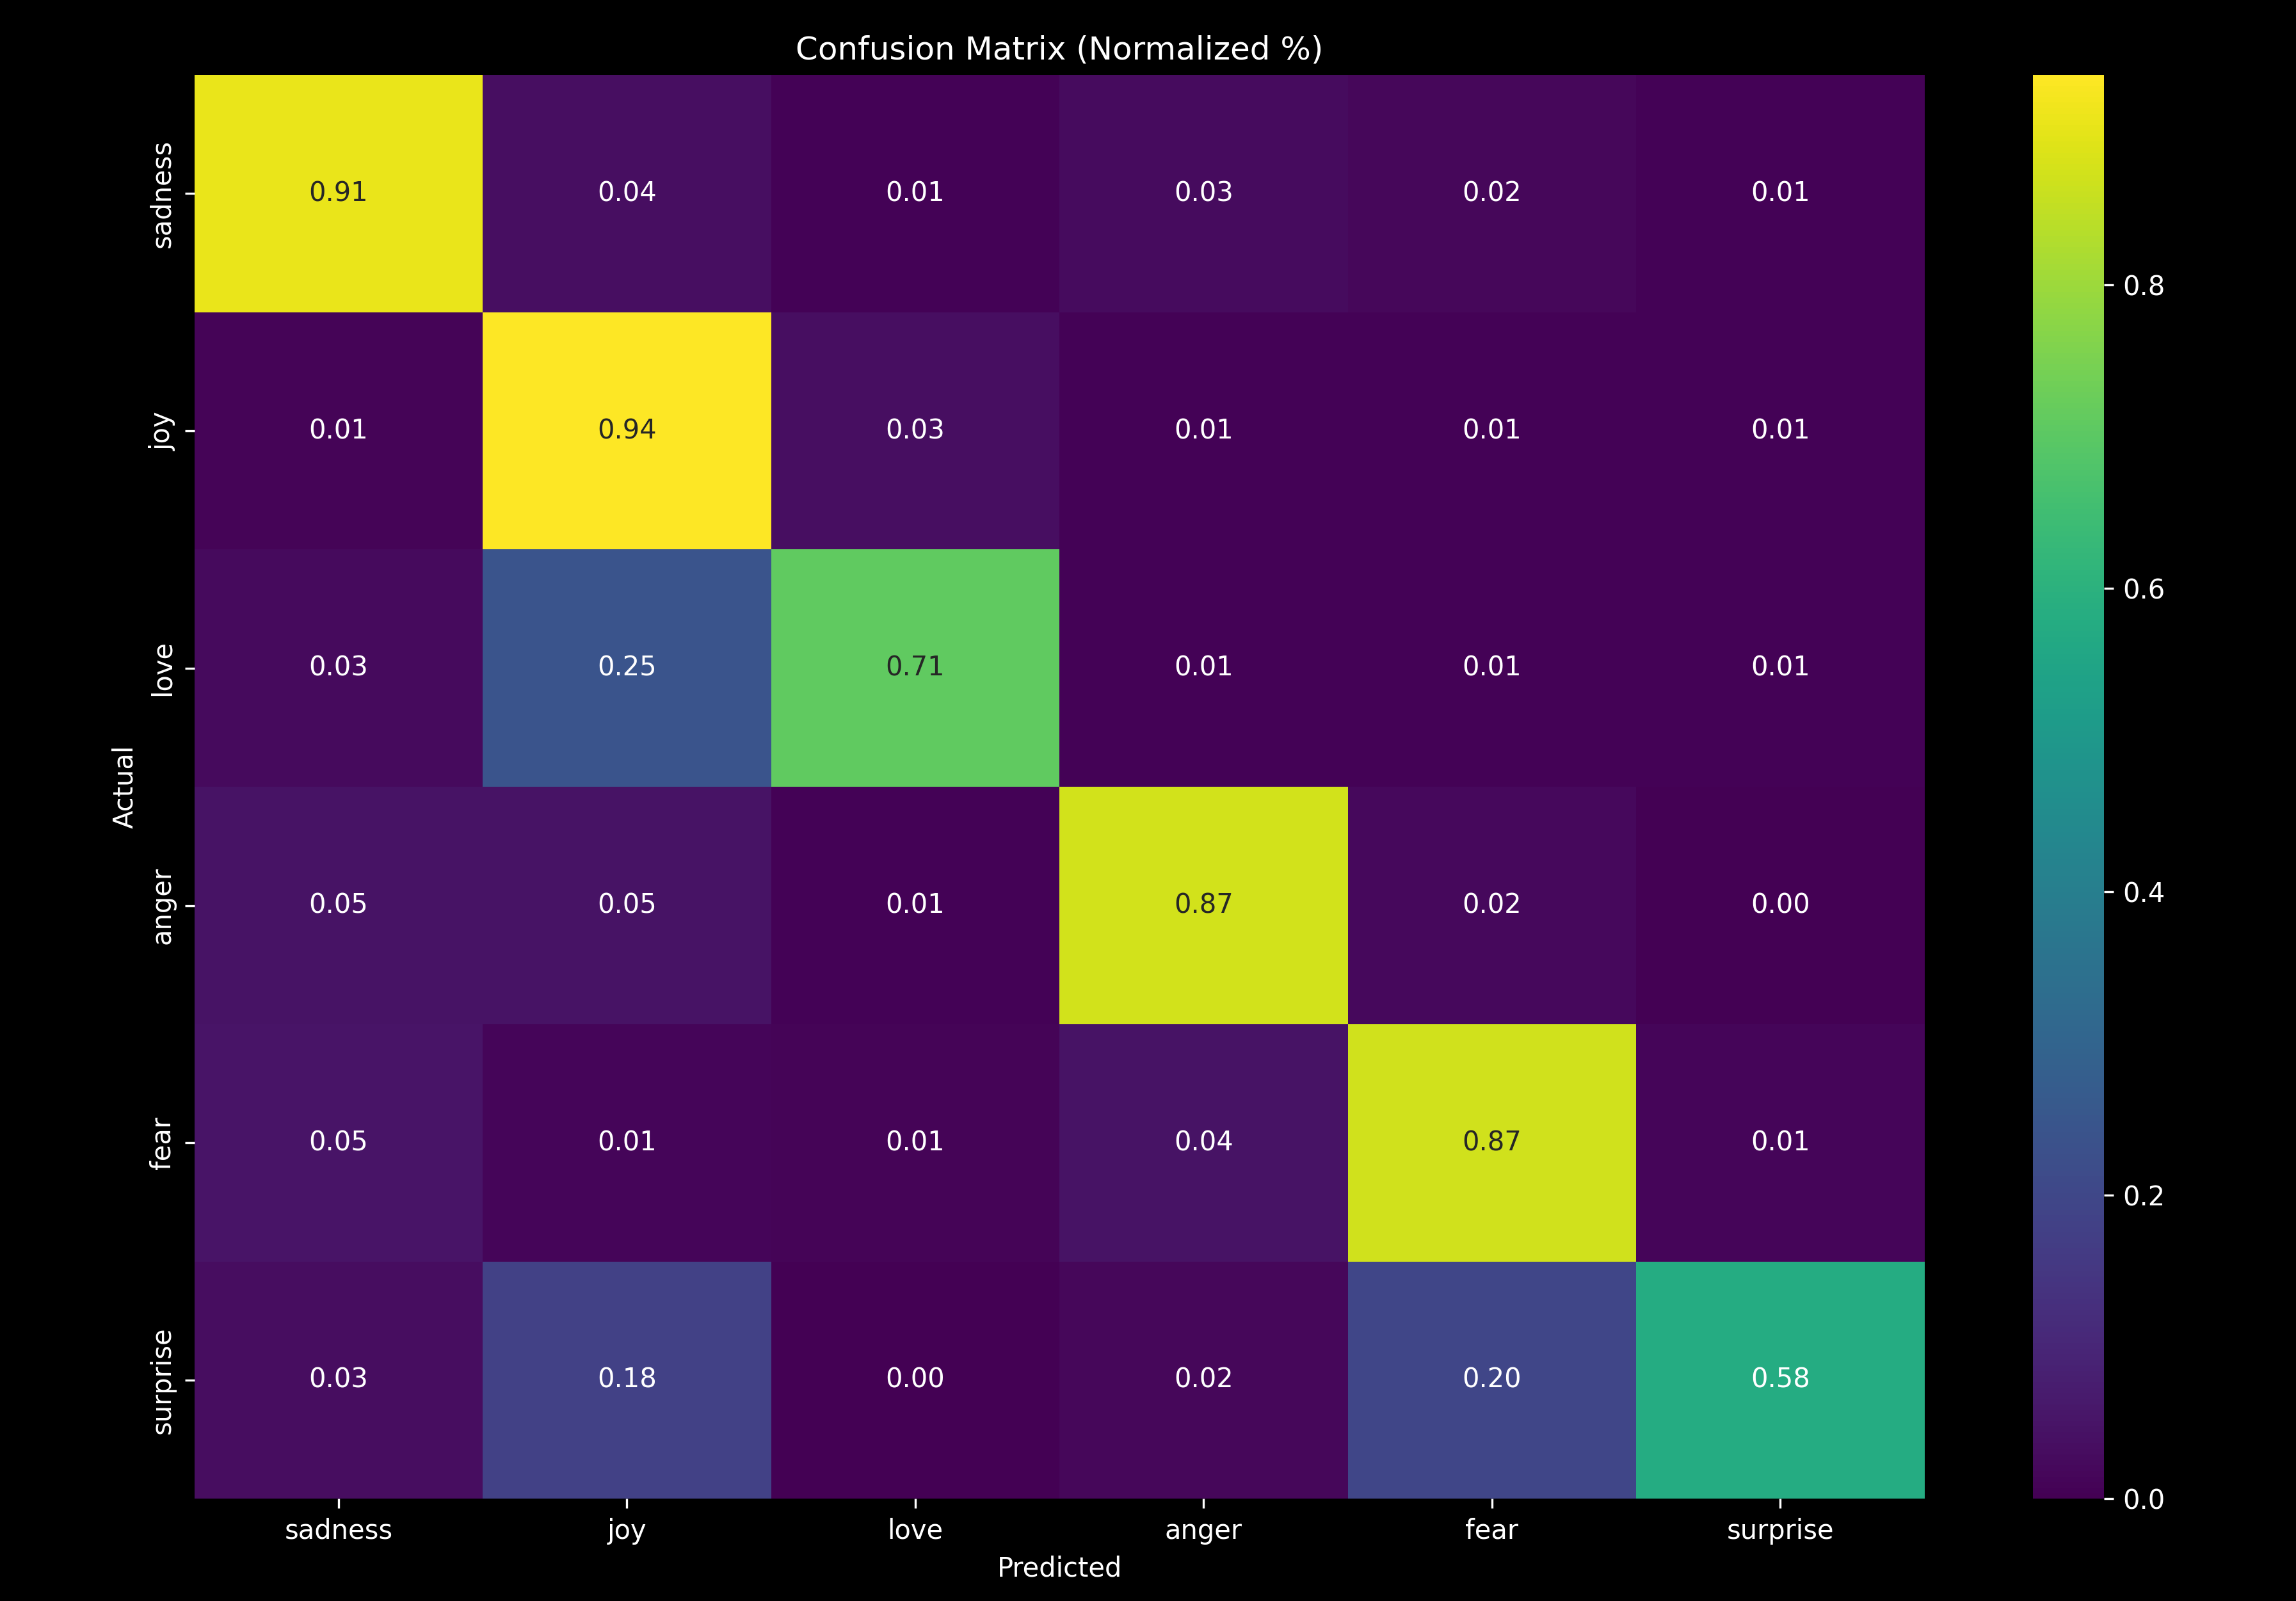 Confusion Matrix (Normalized %)
sadness 0.91 0.04 0.01 0.03 0.02 0.01
joy 0.01 0.94 0.03 0.01 0.01 0.01
love 0.03 0.25 0.71 0.01 0.01 0.01
anger 0.05 0.05 0.01 0.87 0.02 0.00
fear 0.05 0.01 0.01 0.04 0.87 0.01
surprise 0.03 0.18 0.00 0.02 0.20 0.58
Actual
sadness joy love anger fear surprise
Predicted
0.8
0.6
0.4
0.2
0.0